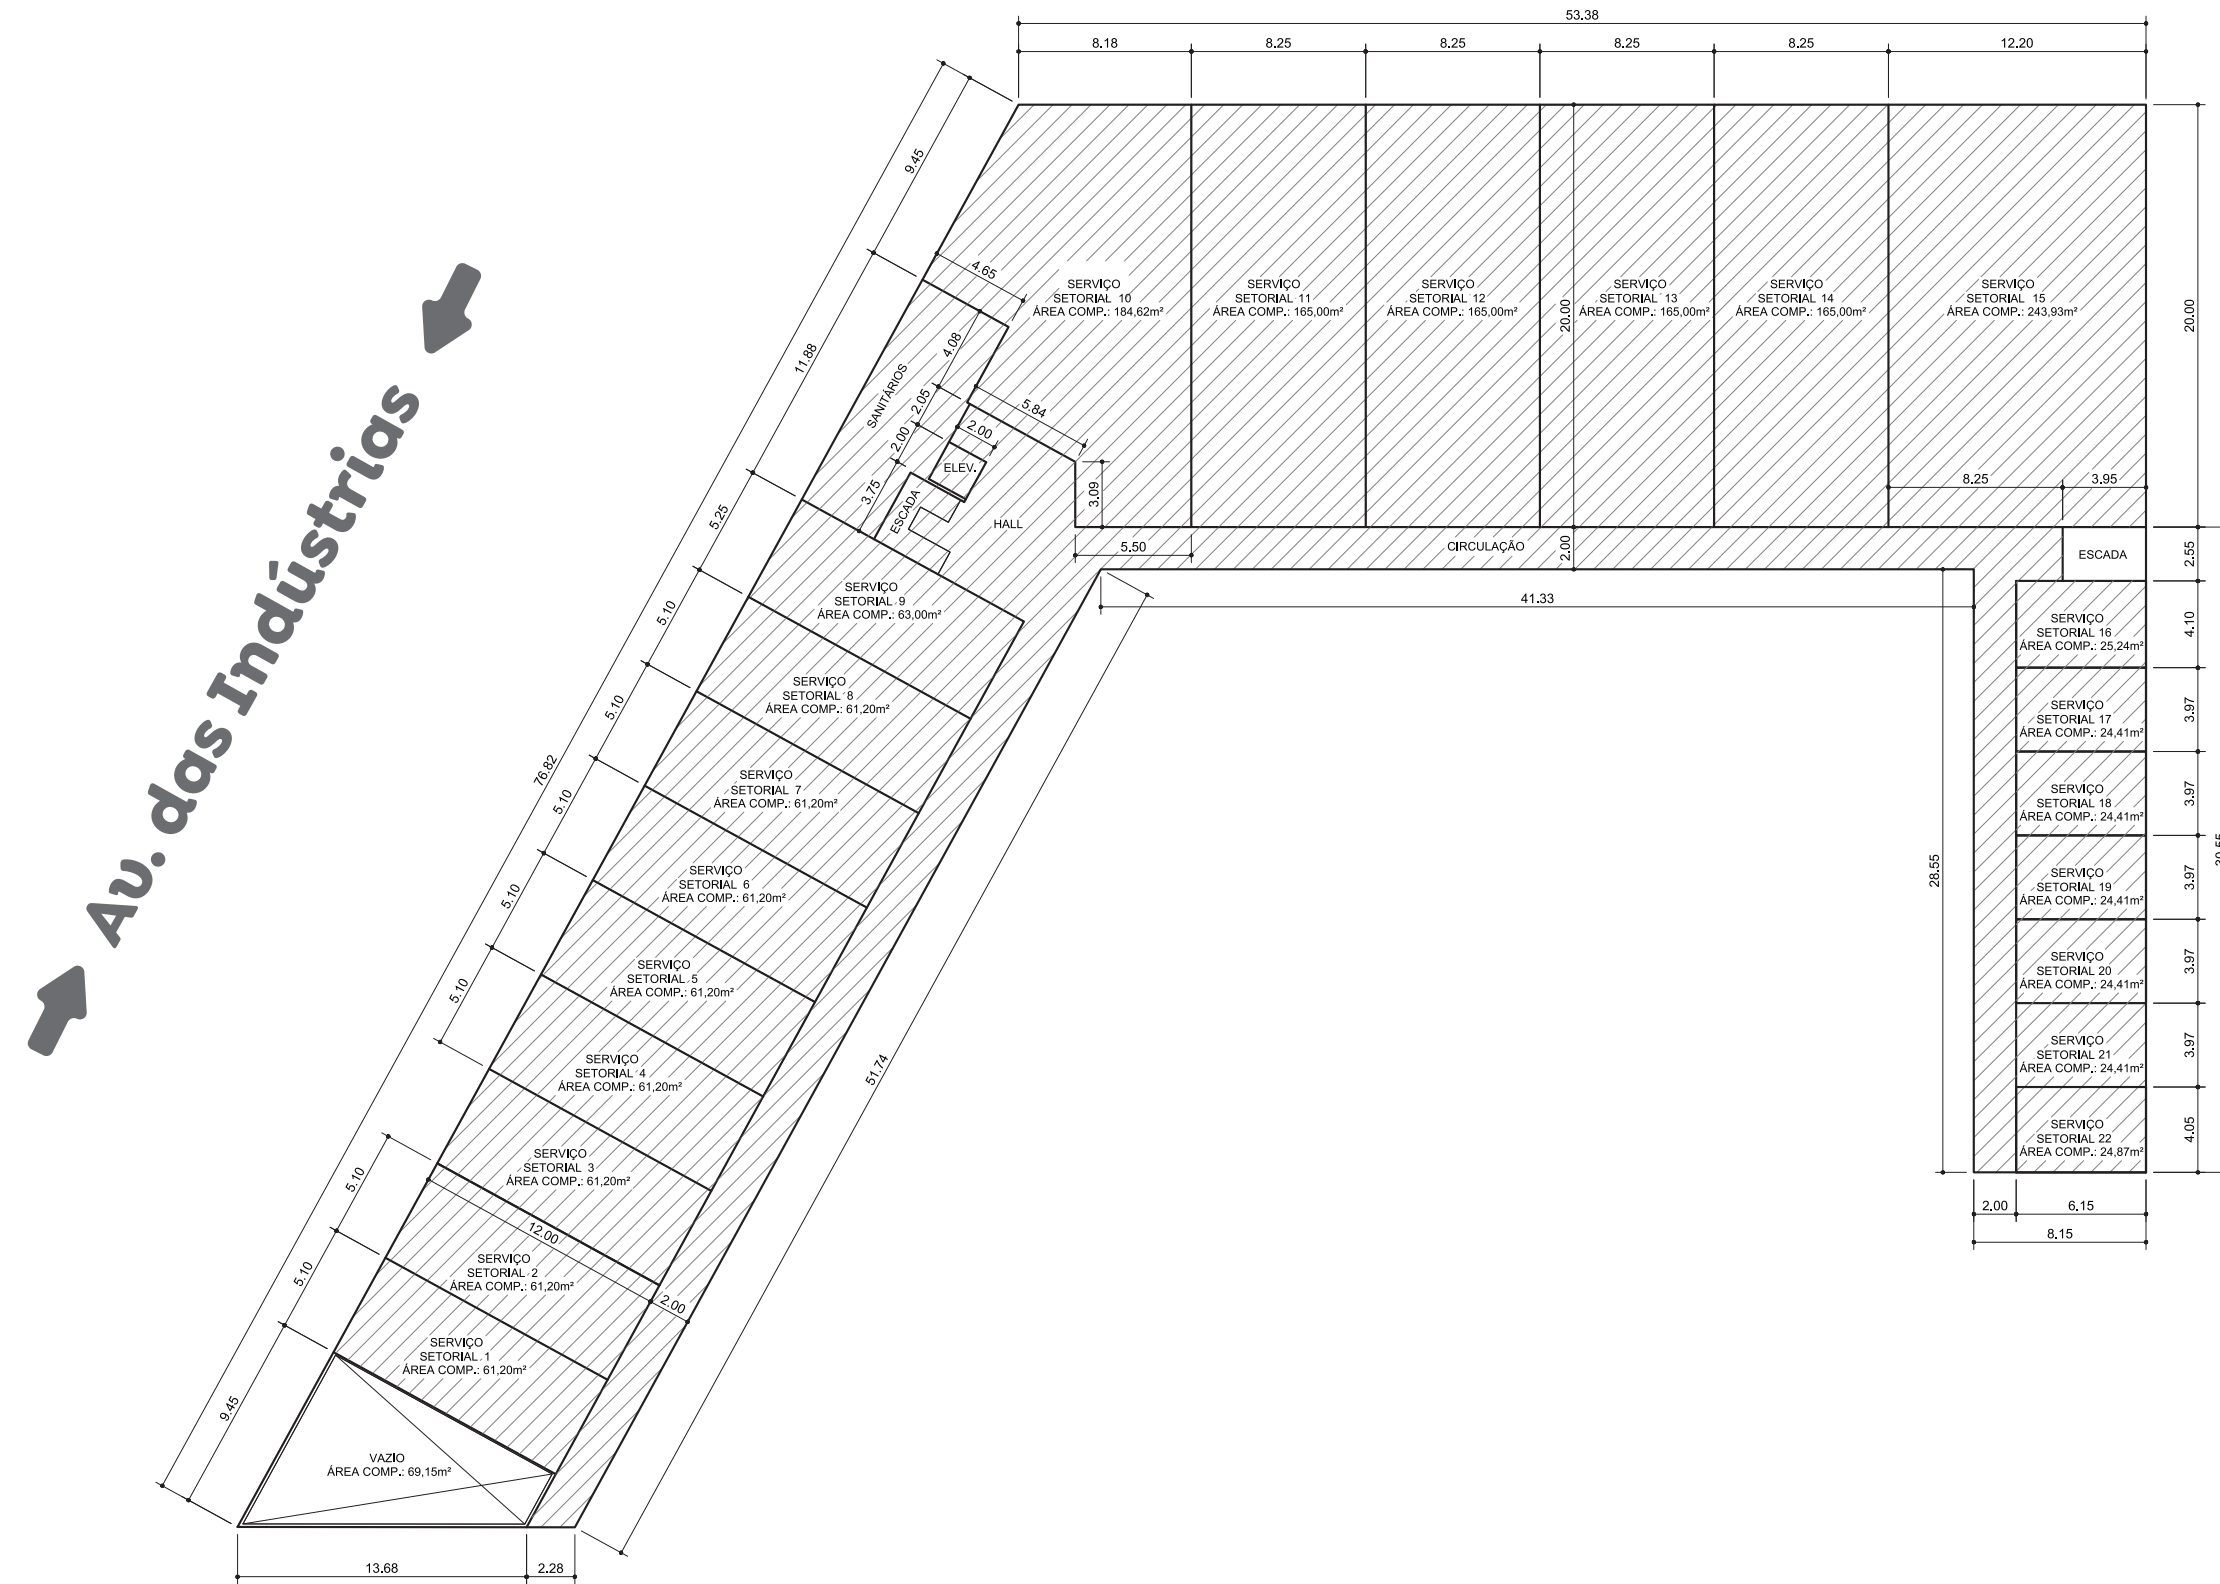 53.38
8.18 8.25 8.25 8.25 8.25 12.20
9.45
11.88
5.25
5.10
5.10
5.10
5.10
5.10
5.10
5.10
9.45
76.82
Av. das Indústrias
4.65
4.08
2.05
2.00
3.75
5.84
2.00
3.09
5.50
SANITÁRIOS
ELEV.
ESCADA
HALL
SERVIÇO
SETORIAL 10
ÁREA COMP.: 184,62m²
SERVIÇO
SETORIAL 11
ÁREA COMP.: 165,00m²
SERVIÇO
SETORIAL 12
ÁREA COMP.: 165,00m²
20.00
SERVIÇO
SETORIAL 13
ÁREA COMP.: 165,00m²
SERVIÇO
SETORIAL 14
ÁREA COMP.: 165,00m²
SERVIÇO
SETORIAL 15
ÁREA COMP.: 243,93m²
20.00
8.25 3.95
CIRCULAÇÃO
2.00
ESCADA
2.55
41.33
SERVIÇO
SETORIAL 9
ÁREA COMP.: 63,00m²
SERVIÇO
SETORIAL 8
ÁREA COMP.: 61,20m²
SERVIÇO
SETORIAL 7
ÁREA COMP.: 61,20m²
SERVIÇO
SETORIAL 6
ÁREA COMP.: 61,20m²
SERVIÇO
SETORIAL 5
ÁREA COMP.: 61,20m²
SERVIÇO
SETORIAL 4
ÁREA COMP.: 61,20m²
SERVIÇO
SETORIAL 3
ÁREA COMP.: 61,20m²
12.00
2.00
SERVIÇO
SETORIAL 2
ÁREA COMP.: 61,20m²
SERVIÇO
SETORIAL 1
ÁREA COMP.: 61,20m²
VAZIO
ÁREA COMP.: 69,15m²
13.68 2.28
51.74
28.55
SERVIÇO
SETORIAL 16
ÁREA COMP.: 25,24m²
4.10
SERVIÇO
SETORIAL 17
ÁREA COMP.: 24,41m²
3.97
SERVIÇO
SETORIAL 18
ÁREA COMP.: 24,41m²
3.97
SERVIÇO
SETORIAL 19
ÁREA COMP.: 24,41m²
3.97
SERVIÇO
SETORIAL 20
ÁREA COMP.: 24,41m²
3.97
SERVIÇO
SETORIAL 21
ÁREA COMP.: 24,41m²
3.97
SERVIÇO
SETORIAL 22
ÁREA COMP.: 24,87m²
4.05
2.00 6.15
8.15